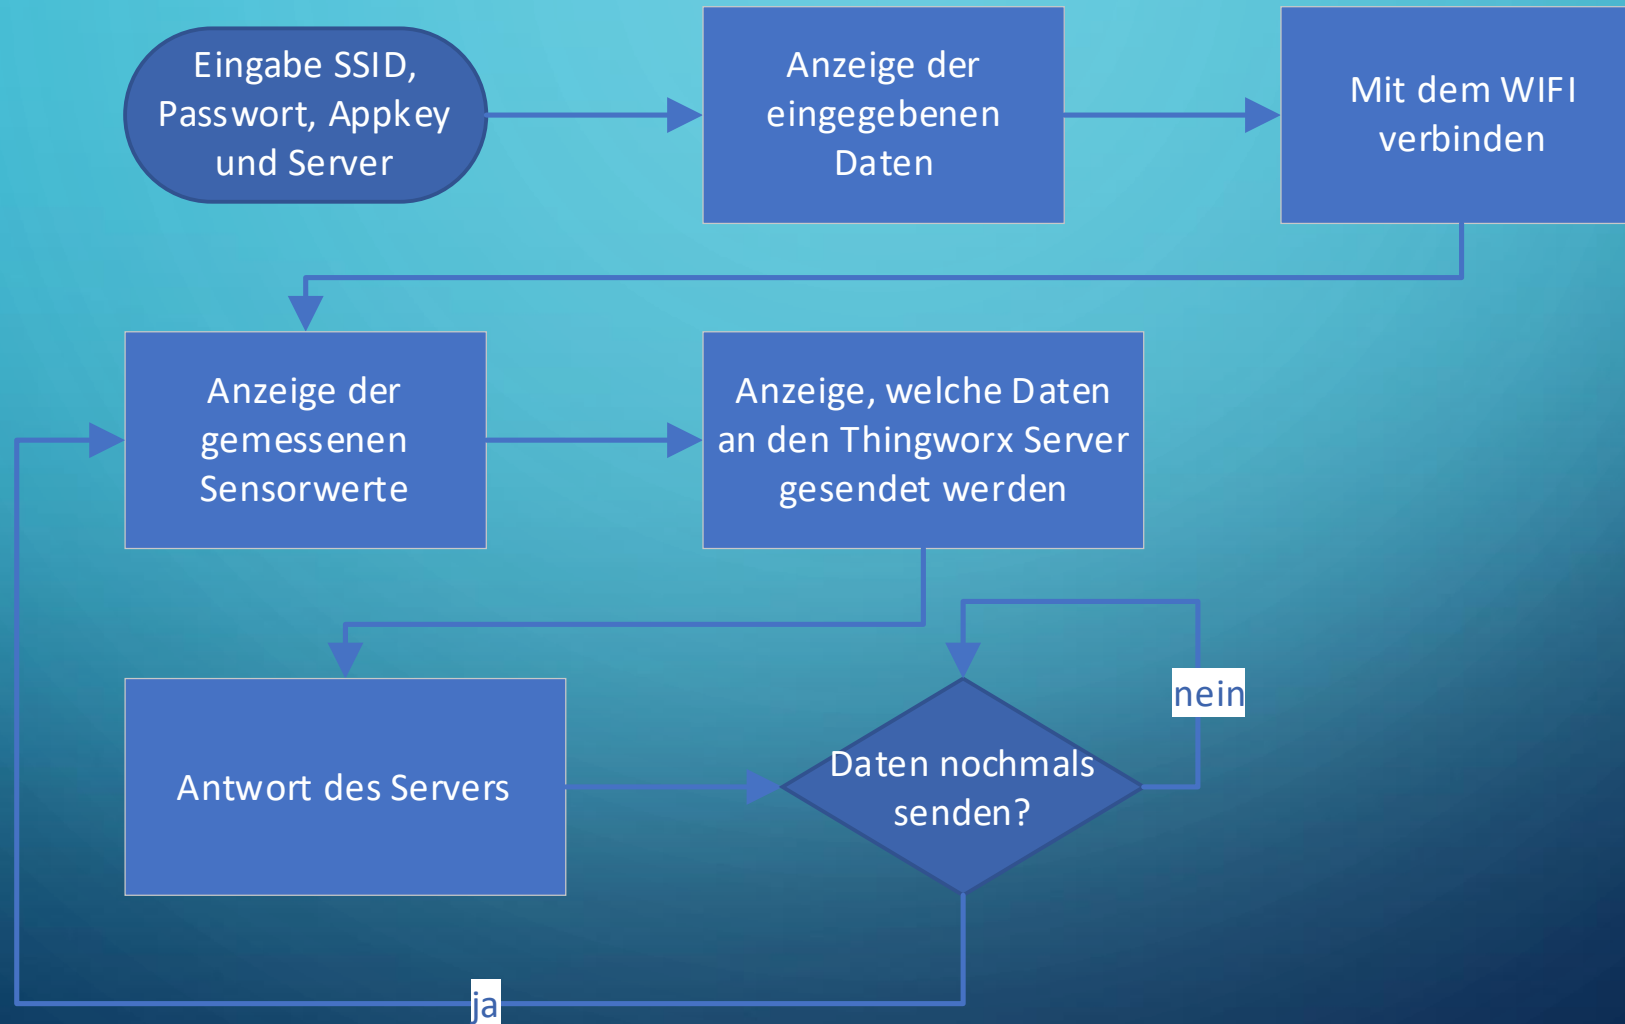 Eingabe SSID,
Passwort, Appkey
und Server
Anzeige der
eingegebenen
Daten
Mit dem WIFI
verbinden
Anzeige der
gemessenen
Sensorwerte
Anzeige, welche Daten
an den Thingworx Server
gesendet werden
Antwort des Servers
Daten nochmals
senden?
nein
ja